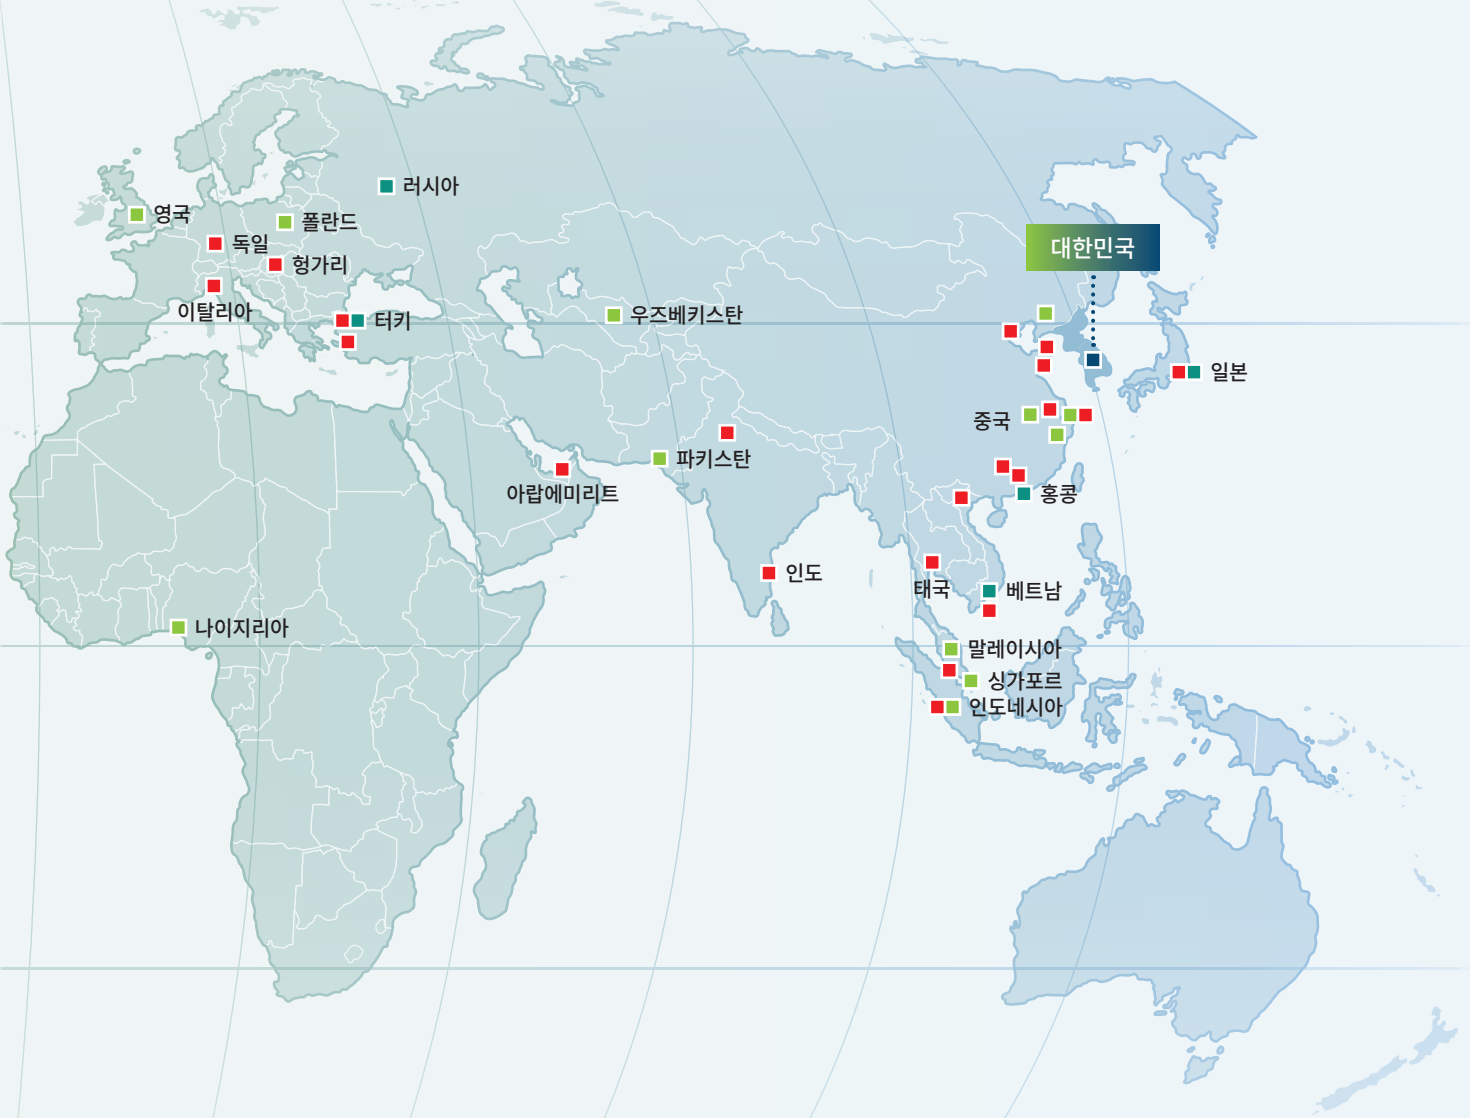 러시아
영국
폴란드
독일
헝가리
대한민국
이탈리아
터키
우즈베키스탄
일본
중국
파키스탄
아랍에미리트
홍콩
인도
태국
베트남
나이지리아
말레이시아
싱가포르
인도네시아